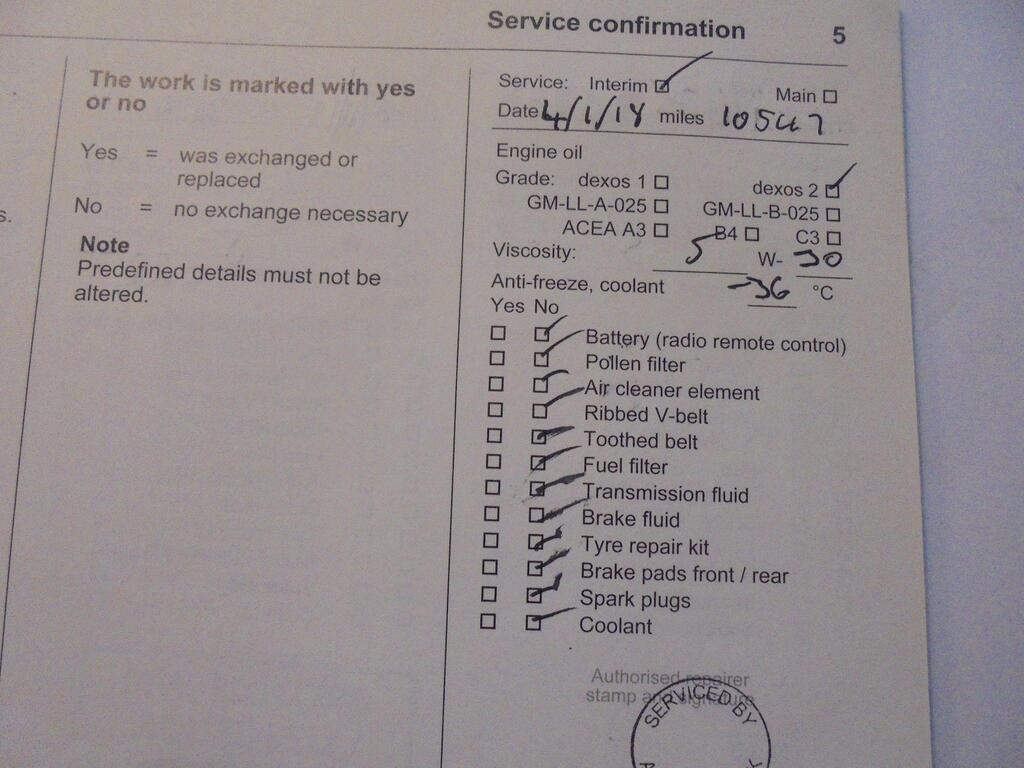 Service confirmation 5
s.
The work is marked with yes
or no
Yes = was exchanged or
replaced
No = no exchange necessary
Note
Predefined details must not be
altered.
Service: Interim Main
Date 4/1/18 miles 10547
Engine oil
Grade: dexos 1 dexos 2
GM-LL-A-025 GM-LL-B-025
ACEA A3 B4 C3
Viscosity: 5 W- 30
Anti-freeze, coolant -36 °C
Yes No
Battery (radio remote control)
Pollen filter
Air cleaner element
Ribbed V-belt
Toothed belt
Fuel filter
Transmission fluid
Brake fluid
Tyre repair kit
Brake pads front / rear
Spark plugs
Coolant
Authorised repairer
stamp and signature
SERVICED BY